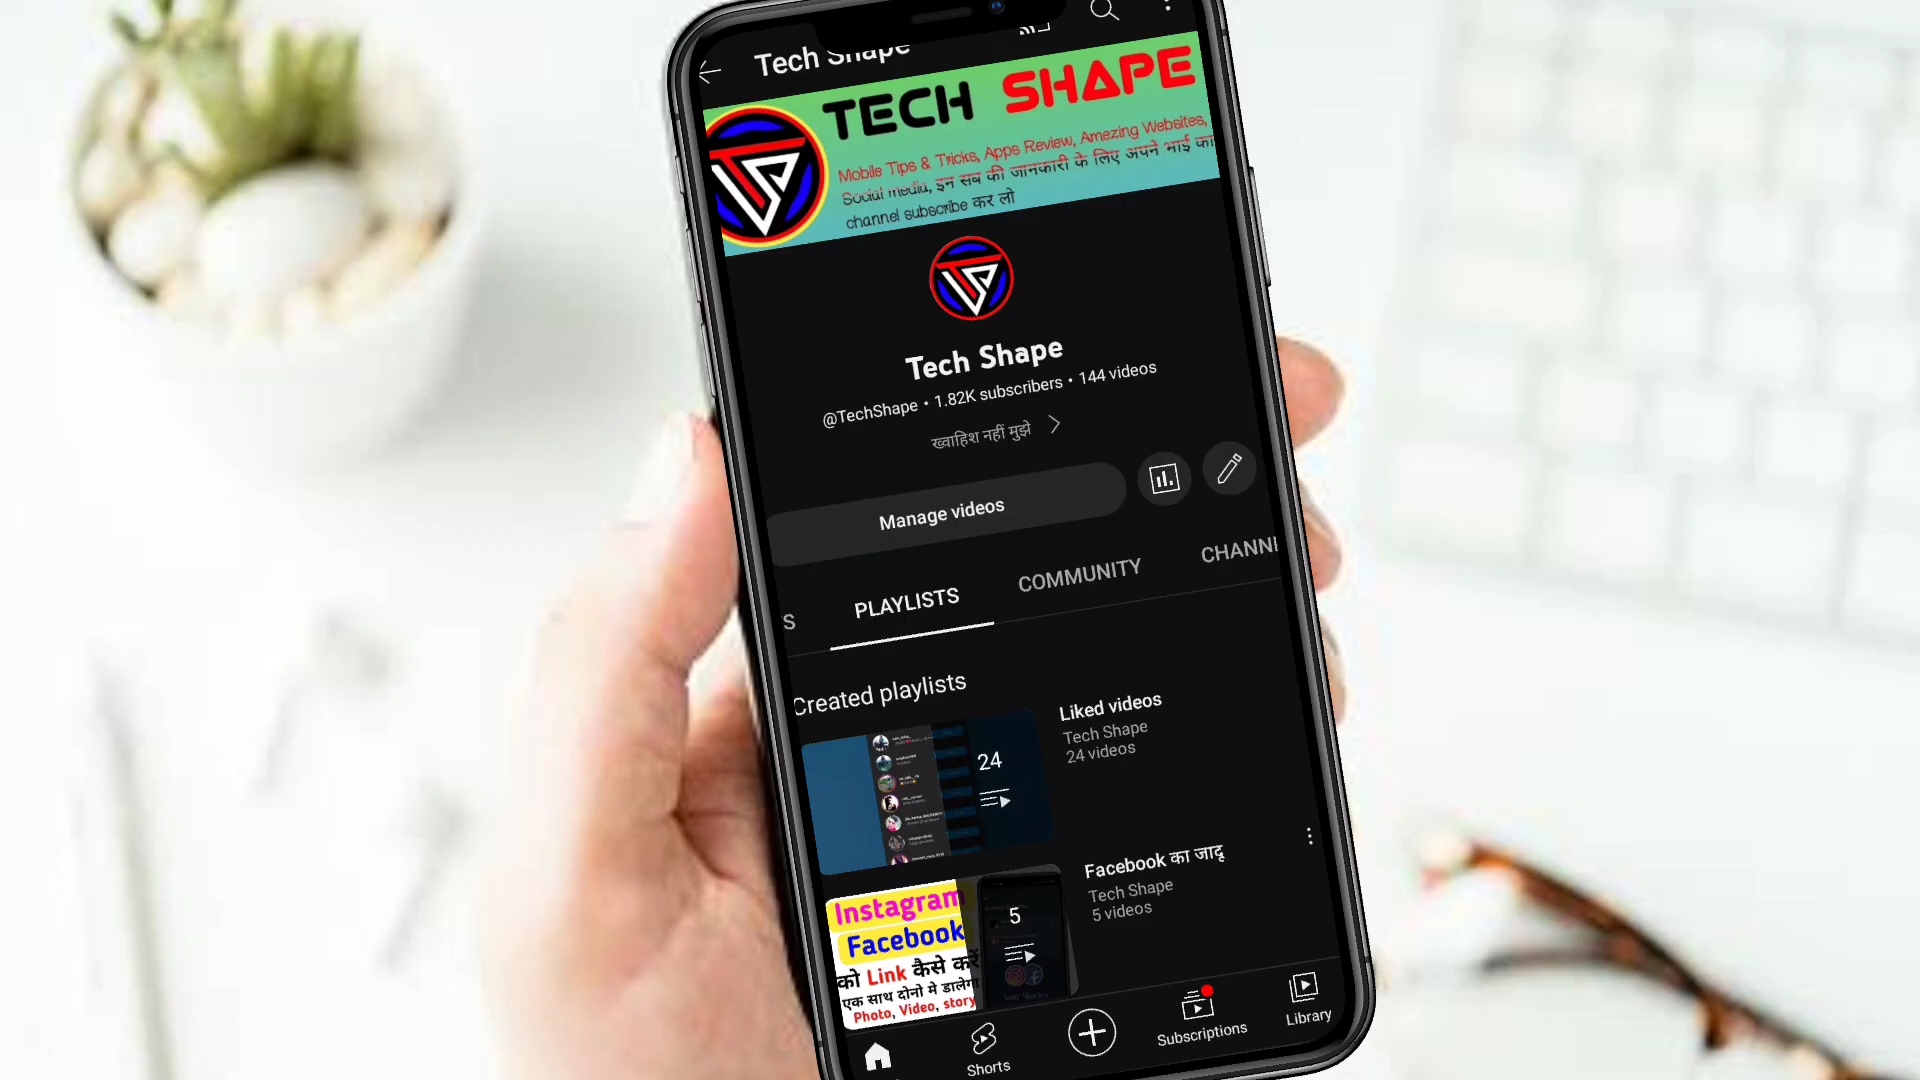 Tech Shape
TECH SHAPE
Mobile Tips & Tricks, Apps Review, Amezing Websites,
Social media, इन सब की जानकारी के लिए अपने भाई का
channel subscribe कर लो
Tech Shape
@TechShape • 1.82K subscribers • 144 videos
ख्वाहिश नहीं मुझे
Manage videos
PLAYLISTS
COMMUNITY
CHANN
Created playlists
24
Liked videos
Tech Shape
24 videos
Instagram
Facebook
को Link कैसे करें
एक साथ दोनो मे डालेगा
Photo, Video, story
5
Facebook का जादू
Tech Shape
5 videos
Shorts
Subscriptions
Library